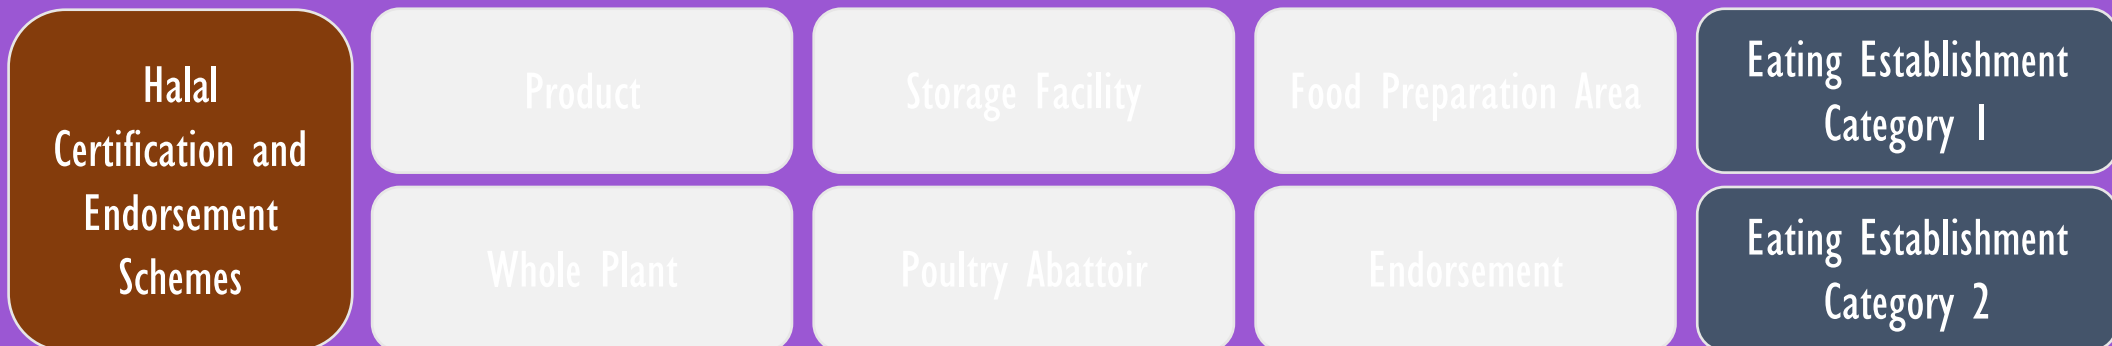 Halal
Certification and
Endorsement
Schemes
Product
Storage Facility
Food Preparation Area
Eating Establishment
Category 1
Whole Plant
Poultry Abattoir
Endorsement
Eating Establishment
Category 2